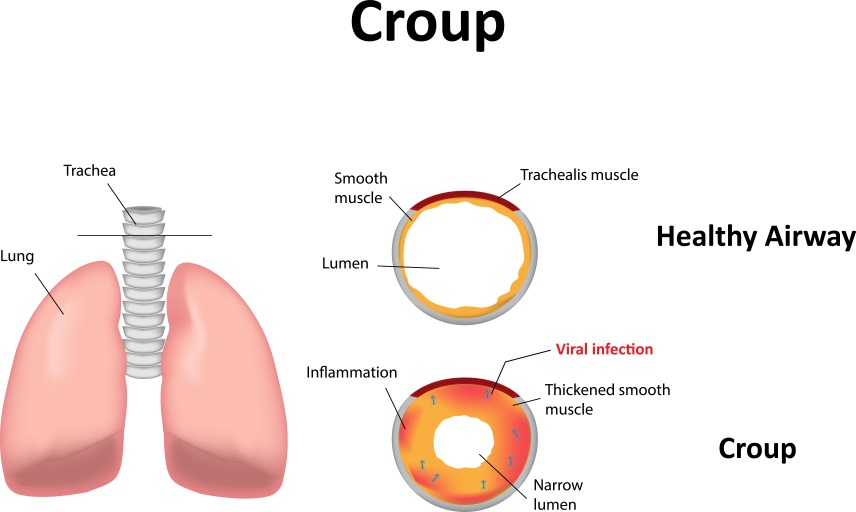 Croup
Trachea
Lung
Smooth
muscle
Trachealis muscle
Lumen
Healthy Airway
Viral infection
Inflammation
Thickened smooth
muscle
Croup
Narrow
lumen